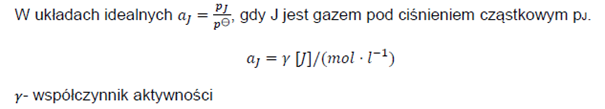 W układach idealnych a_J = p_J/p^⊖, gdy J jest gazem pod ciśnieniem cząstkowym p_J.
a_J = γ [J]/(mol · l⁻¹)
γ- współczynnik aktywności